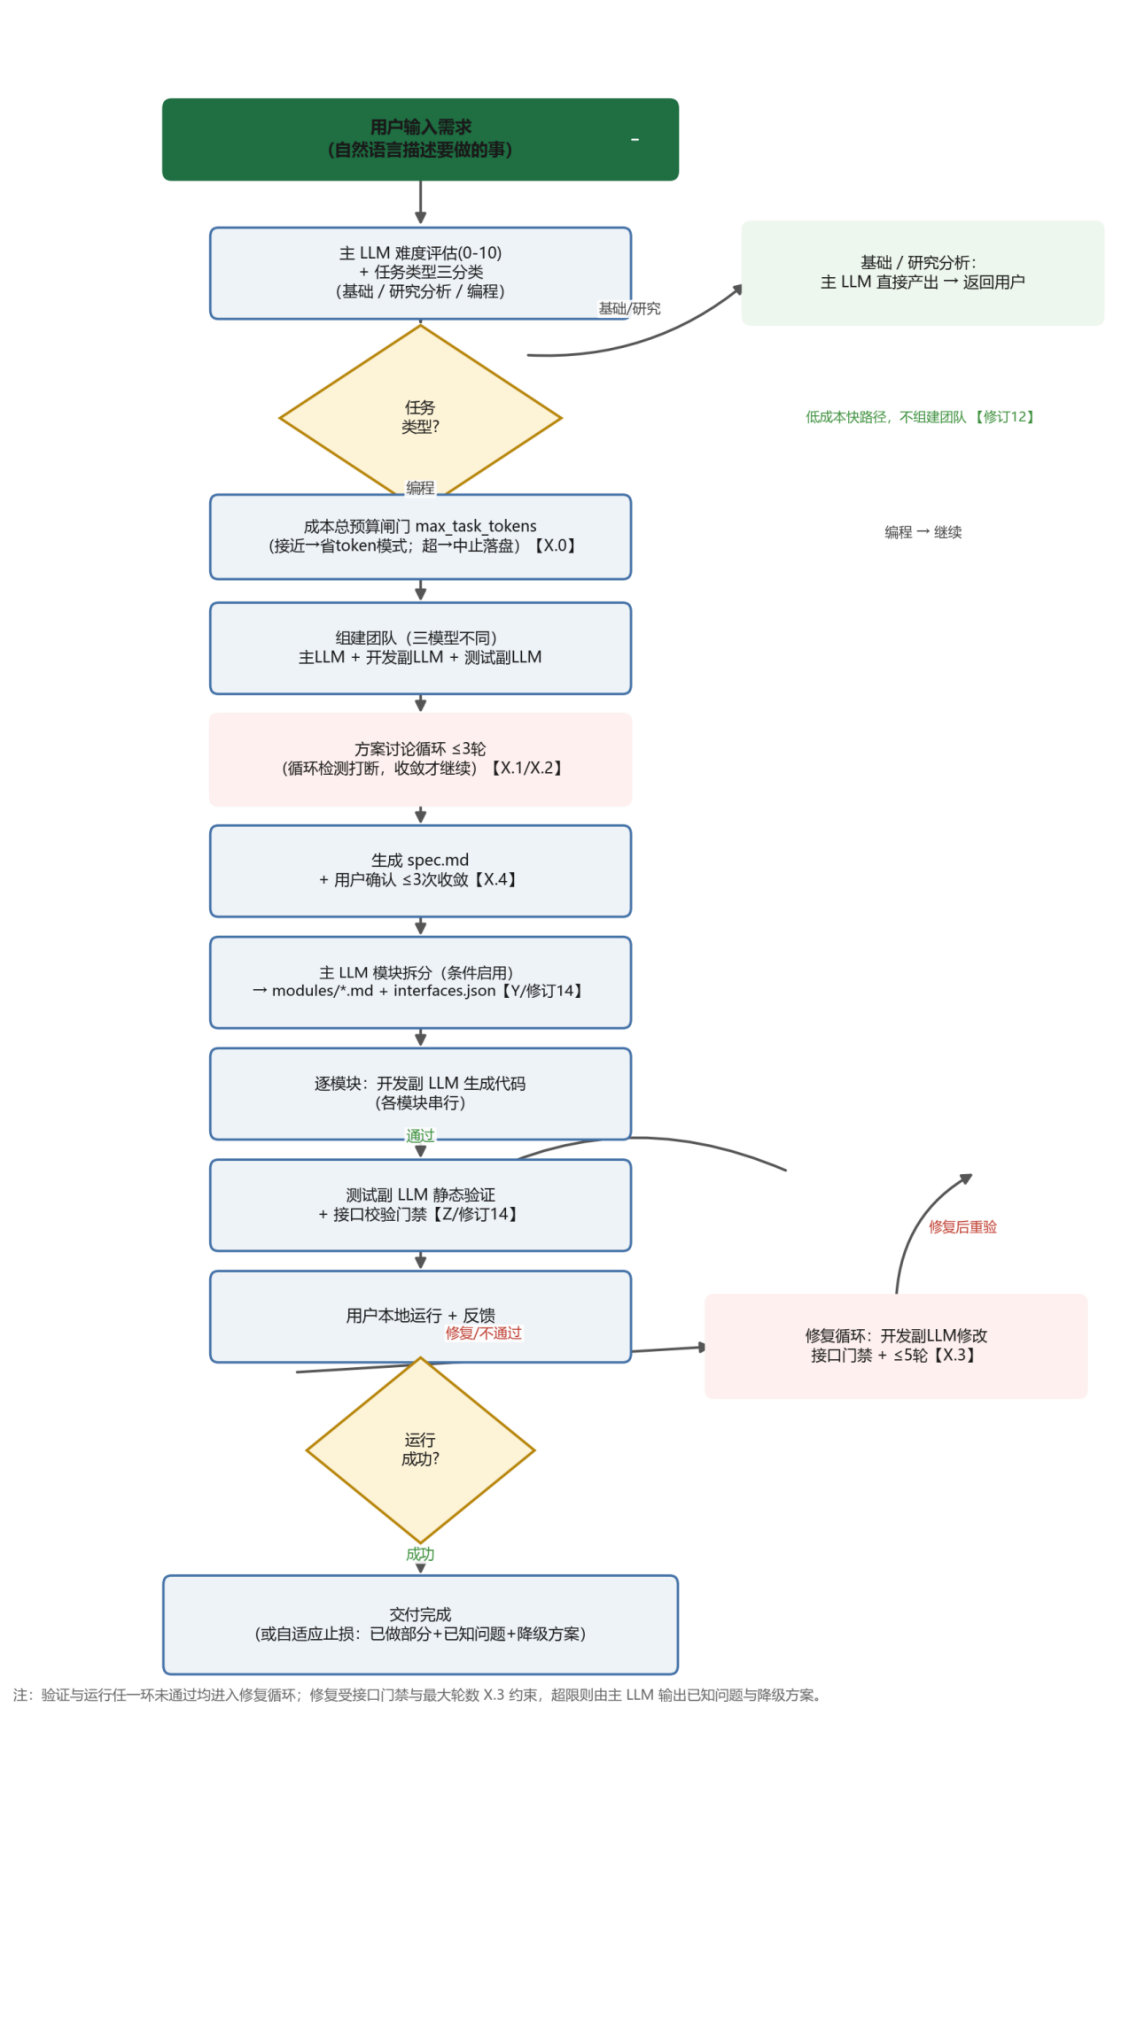 用户输入需求
（自然语言描述要做的事）
–
主 LLM 难度评估(0-10)
+ 任务类型三分类
（基础 / 研究分析 / 编程）
基础 / 研究分析：
主 LLM 直接产出 → 返回用户
基础/研究
任务
类型?
低成本快路径，不组建团队 【修订12】
编程
成本总预算闸门 max_task_tokens
（接近→省token模式；超→中止落盘）【X.0】
编程 → 继续
组建团队（三模型不同）
主LLM + 开发副LLM + 测试副LLM
方案讨论循环 ≤3轮
（循环检测打断，收敛才继续）【X.1/X.2】
生成 spec.md
+ 用户确认 ≤3次收敛【X.4】
主 LLM 模块拆分（条件启用）
→ modules/*.md + interfaces.json【Y/修订14】
逐模块：开发副 LLM 生成代码
（各模块串行）
通过
测试副 LLM 静态验证
+ 接口校验门禁【Z/修订14】
修复后重验
用户本地运行 + 反馈
修复/不通过
修复循环：开发副LLM修改
接口门禁 + ≤5轮【X.3】
运行
成功?
成功
交付完成
（或自适应止损：已做部分+已知问题+降级方案）
注：验证与运行任一环未通过均进入修复循环；修复受接口门禁与最大轮数 X.3 约束，超限则由主 LLM 输出已知问题与降级方案。